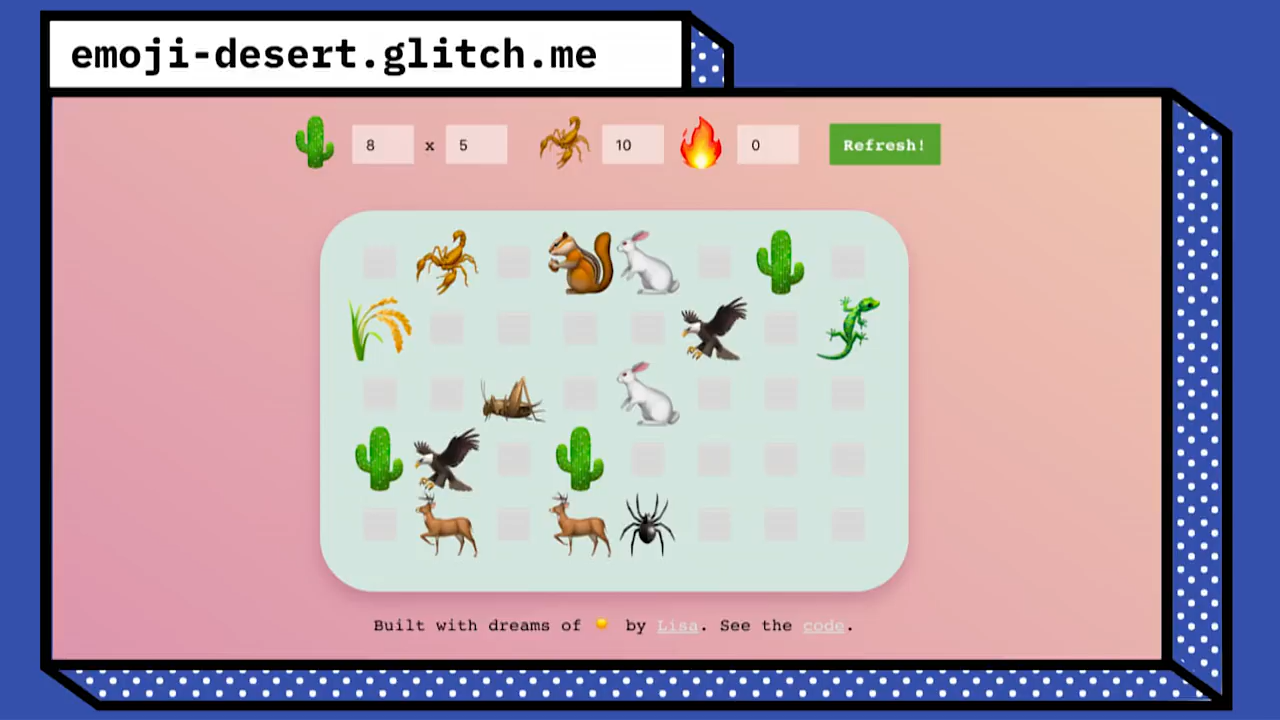 emoji-desert.glitch.me
8 x 5 10 0 Refresh!
Built with dreams of by Lisa. See the code.